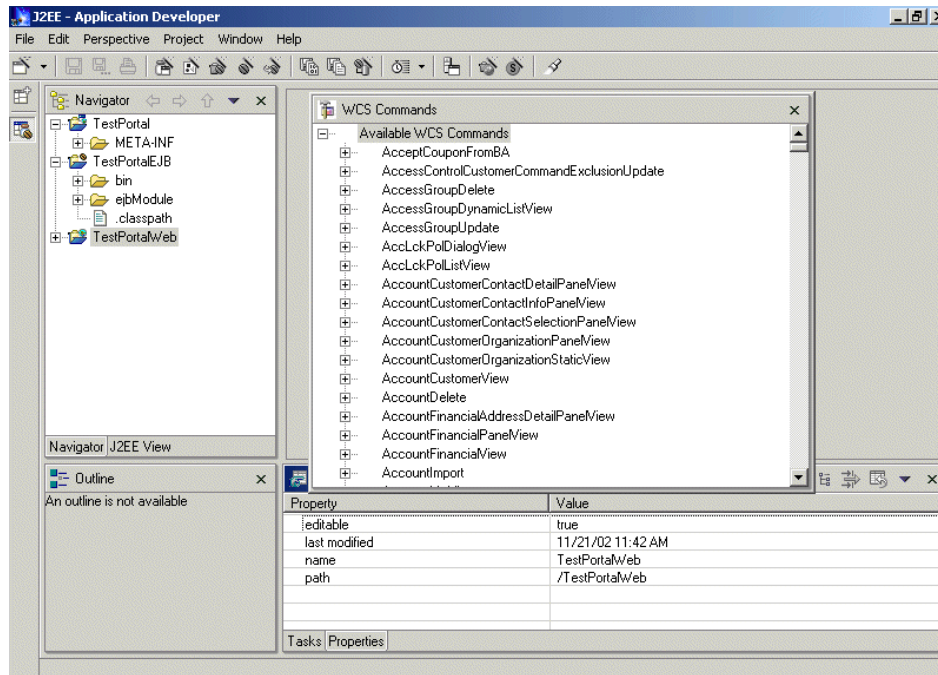 J2EE - Application Developer
File Edit Perspective Project Window Help
Navigator
TestPortal
META-INF
TestPortalEJB
bin
ejbModule
.classpath
TestPortalWeb
Navigator J2EE View
WCS Commands
Available WCS Commands
AcceptCouponFromBA
AccessControlCustomerCommandExclusionUpdate
AccessGroupDelete
AccessGroupDynamicListView
AccessGroupUpdate
AccLckPolDialogView
AccLckPolListView
AccountCustomerContactDetailPanelView
AccountCustomerContactInfoPanelView
AccountCustomerContactSelectionPanelView
AccountCustomerOrganizationPanelView
AccountCustomerOrganizationStaticView
AccountCustomerView
AccountDelete
AccountFinancialAddressDetailPanelView
AccountFinancialPanelView
AccountFinancialView
AccountImport
Outline
An outline is not available
Property Value
editable true
last modified 11/21/02 11:42 AM
name TestPortalWeb
path /TestPortalWeb
Tasks Properties